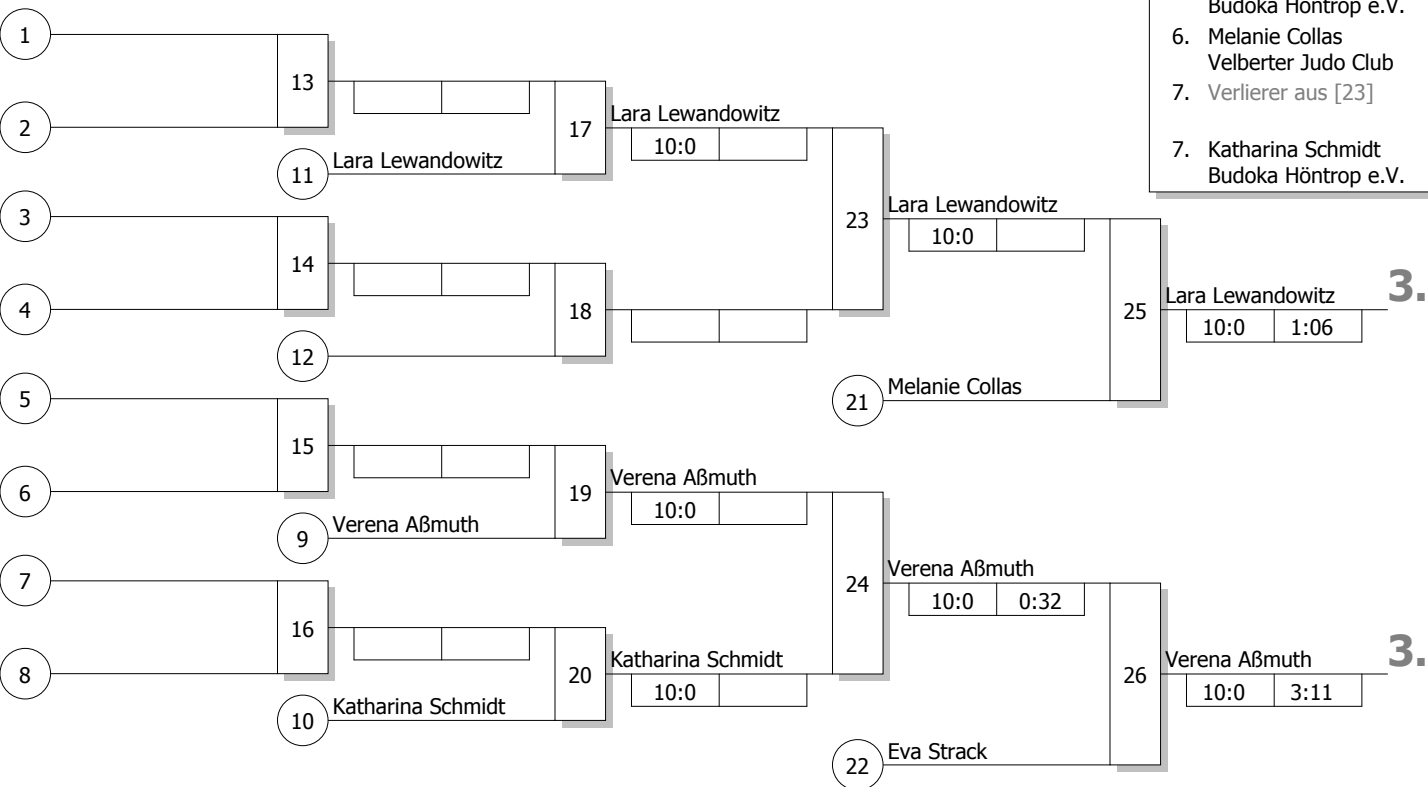 Budoka Höntrop e.V.
6. Melanie Collas
Velberter Judo Club
7. Verlierer aus [23]
7. Katharina Schmidt
Budoka Höntrop e.V.
1
13
2
17
Lara Lewandowitz
10:0
11
Lara Lewandowitz
3
23
Lara Lewandowitz
10:0
14
4
18
12
25
Lara Lewandowitz
3.
10:0 1:06
21
Melanie Collas
5
15
6
19
Verena Aßmuth
10:0
9
Verena Aßmuth
7
24
Verena Aßmuth
10:0 0:32
16
8
20
Katharina Schmidt
10:0
10
Katharina Schmidt
26
Verena Aßmuth
3.
10:0 3:11
22
Eva Strack